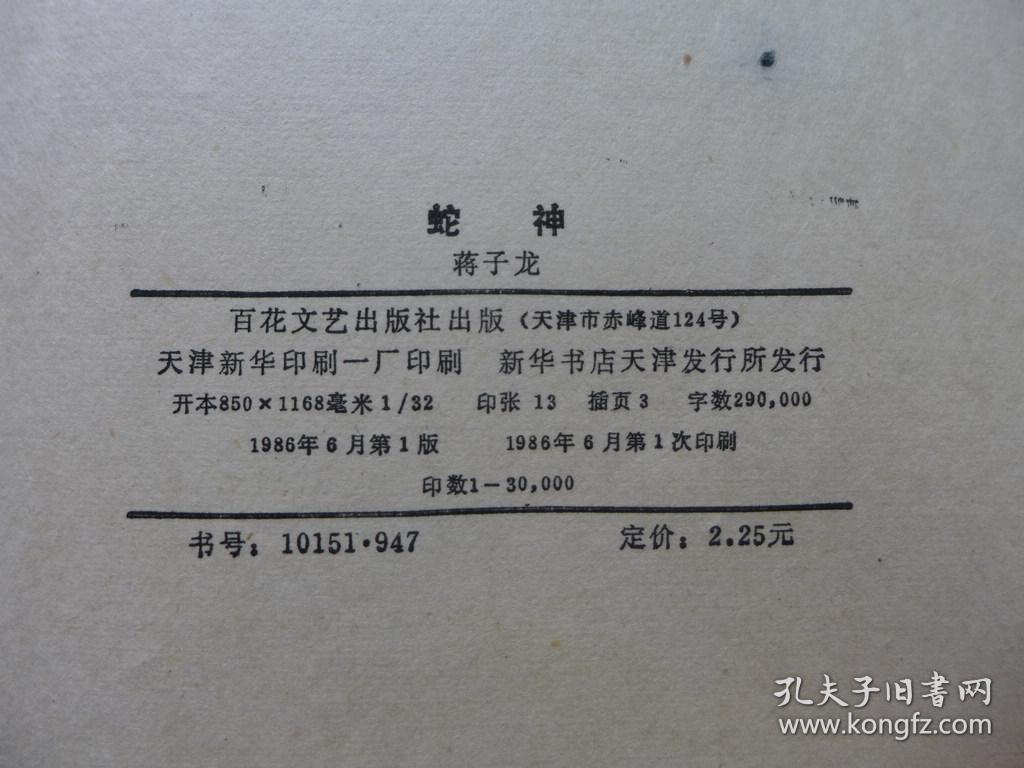 蛇 神
蒋子龙
百花文艺出版社出版（天津市赤峰道124号）
天津新华印刷一厂印刷 新华书店天津发行所发行
开本850×1168毫米1/32 印张 13 插页 3 字数290,000
1986年6月第1版 1986年6月第1次印刷
印数1—30,000
书号：10151·947 定价：2.25元
孔夫子旧書网
www.kongfz.com